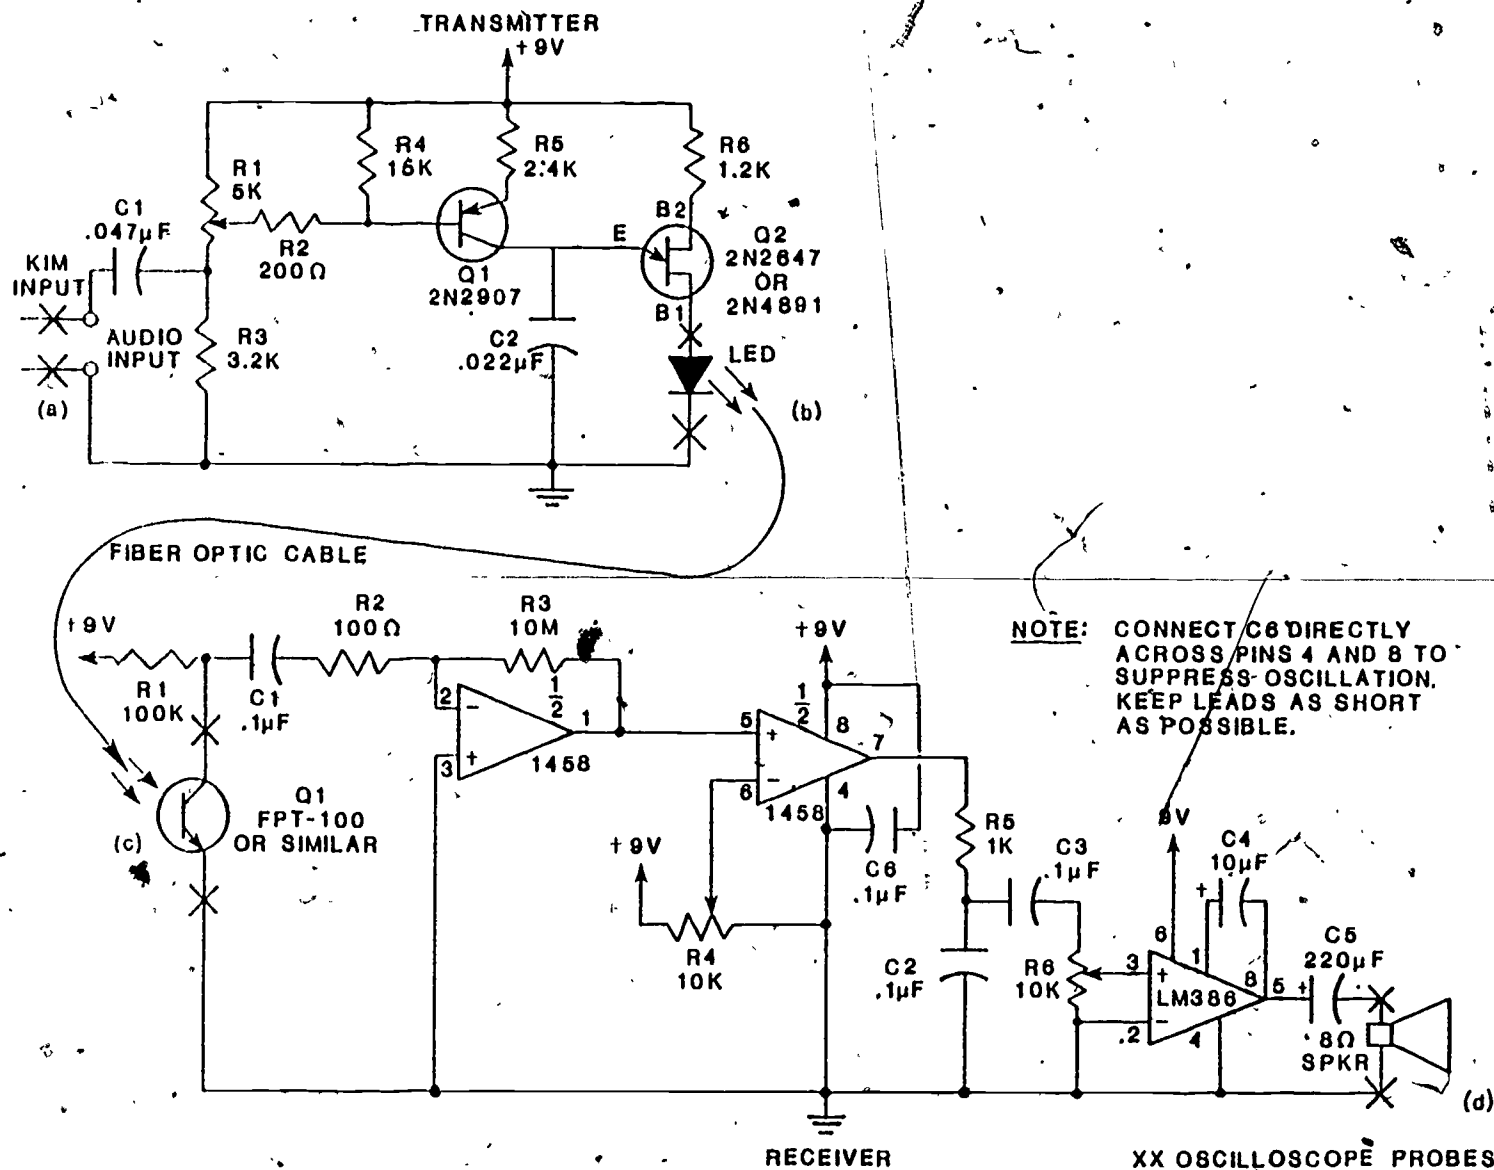 TRANSMITTER
+9V
R1
5K
R4
15K
R5
2.4K
R6
1.2K
C1
.047µF
R2
200Ω
Q1
2N2907
E
B2
B1
Q2
2N2647
OR
2N4891
KIM
INPUT
AUDIO
INPUT
(a)
R3
3.2K
C2
.022µF
LED
(b)
FIBER OPTIC CABLE
+9V
R1
100K
C1
.1µF
R2
100Ω
R3
10M
2
-
3
+
1/2
1
1458
(c)
Q1
FPT-100
OR SIMILAR
+9V
1/2
8
5
+
7
6
-
4
1458
C6
.1µF
+9V
R4
10K
NOTE: CONNECT C6 DIRECTLY
ACROSS PINS 4 AND 8 TO
SUPPRESS OSCILLATION.
KEEP LEADS AS SHORT
AS POSSIBLE.
R5
1K
C3
.1µF
C2
.1µF
R6
10K
9V
C4
10µF
+
6
1
3
+
LM386
8
5
.2
-
4
C5
220µF
+
8Ω
SPKR
(d)
RECEIVER
XX OSCILLOSCOPE PROBES